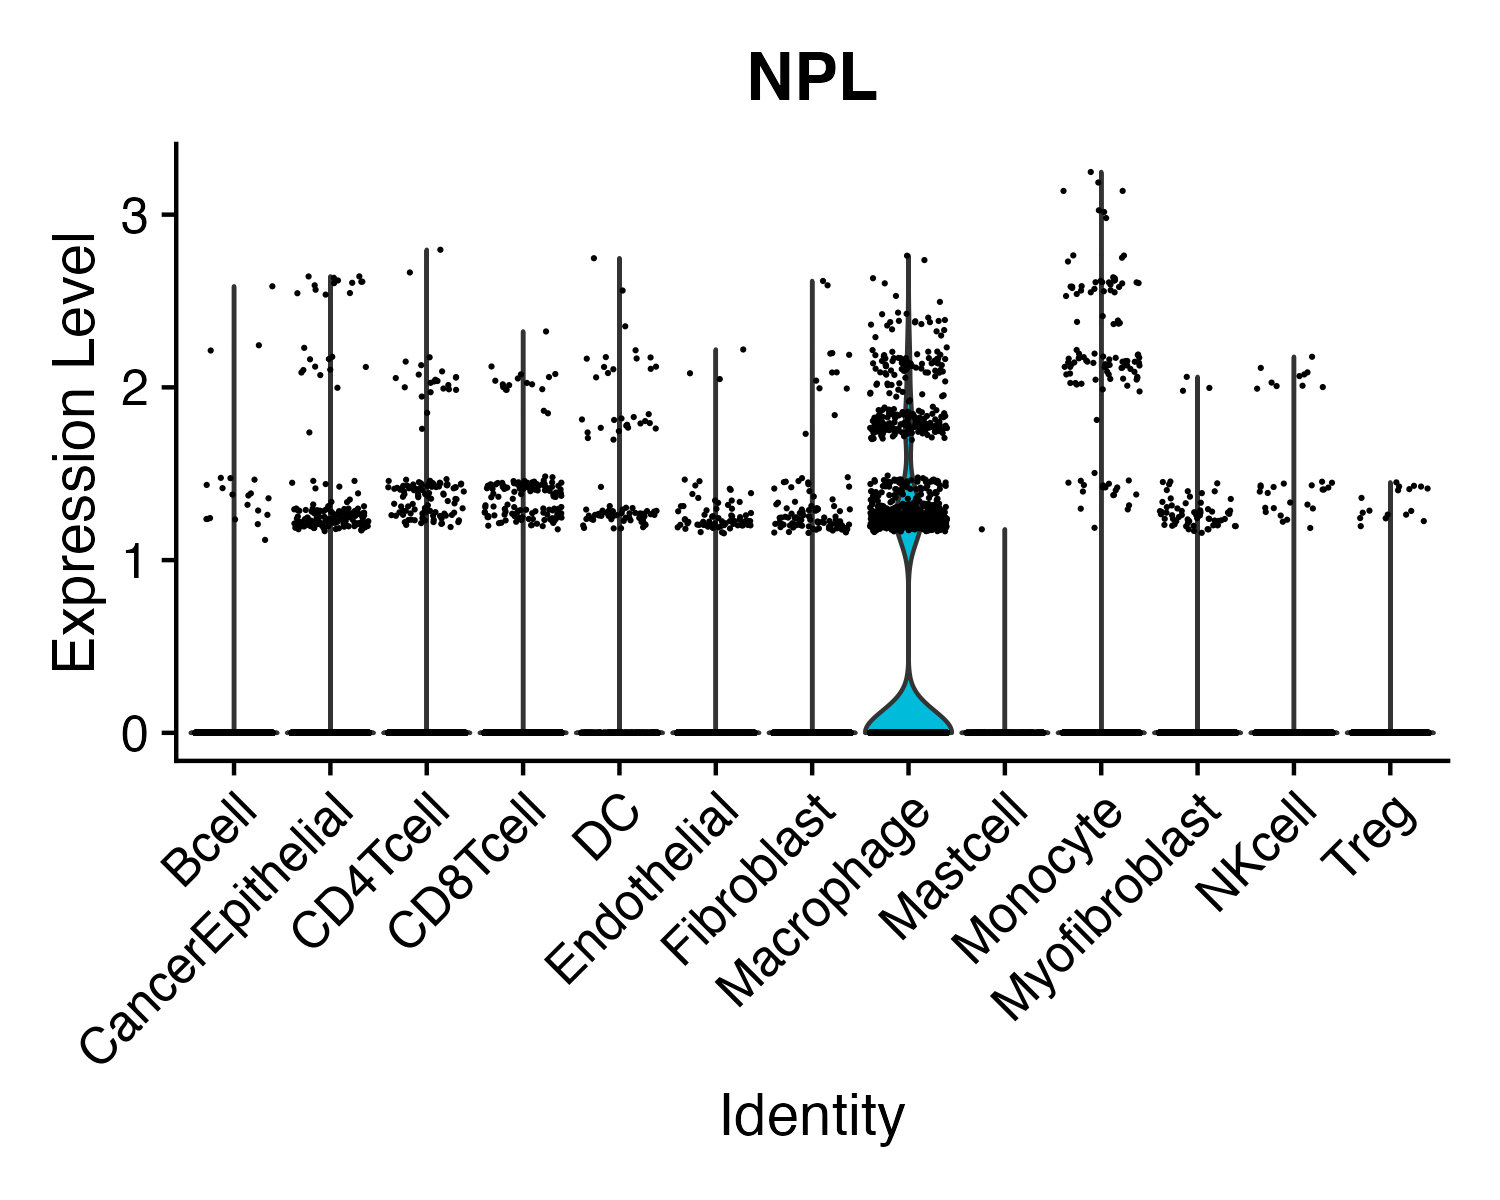 NPL
Expression Level
3
2
1
0
Bcell
CancerEpithelial
CD4Tcell
CD8Tcell
DC
Endothelial
Fibroblast
Macrophage
Mastcell
Monocyte
Myofibroblast
NKcell
Treg
Identity